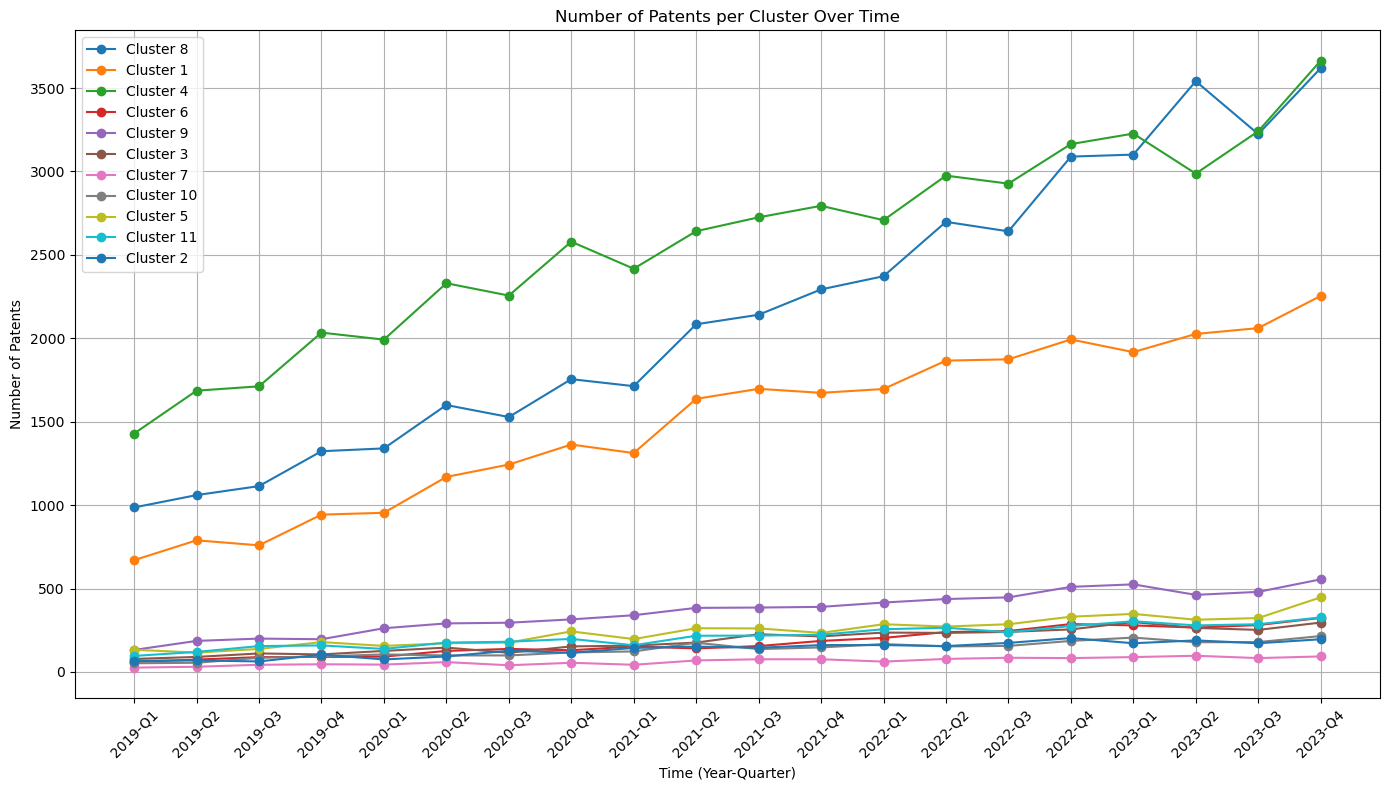 Number of Patents per Cluster Over Time
Cluster 8
Cluster 1
Cluster 4
Cluster 6
Cluster 9
Cluster 3
Cluster 7
Cluster 10
Cluster 5
Cluster 11
Cluster 2
Number of Patents
3500
3000
2500
2000
1500
1000
500
0
2019-Q1
2019-Q2
2019-Q3
2019-Q4
2020-Q1
2020-Q2
2020-Q3
2020-Q4
2021-Q1
2021-Q2
2021-Q3
2021-Q4
2022-Q1
2022-Q2
2022-Q3
2022-Q4
2023-Q1
2023-Q2
2023-Q3
2023-Q4
Time (Year-Quarter)